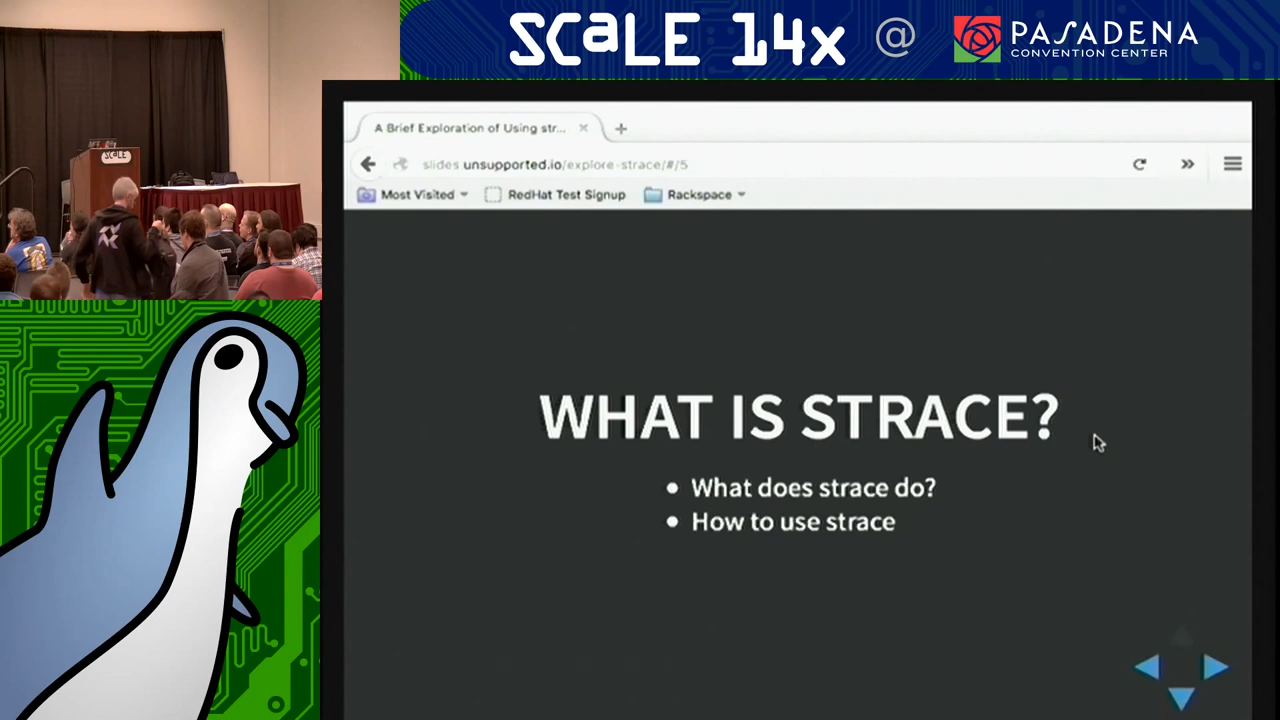 SCaLE 14x @ PASADENA
CONVENTION CENTER
SCALE
A Brief Exploration of Using str...
slides.unsupported.io/explore-strace/#/5
Most Visited
RedHat Test Signup
Rackspace
WHAT IS STRACE?
What does strace do?
How to use strace